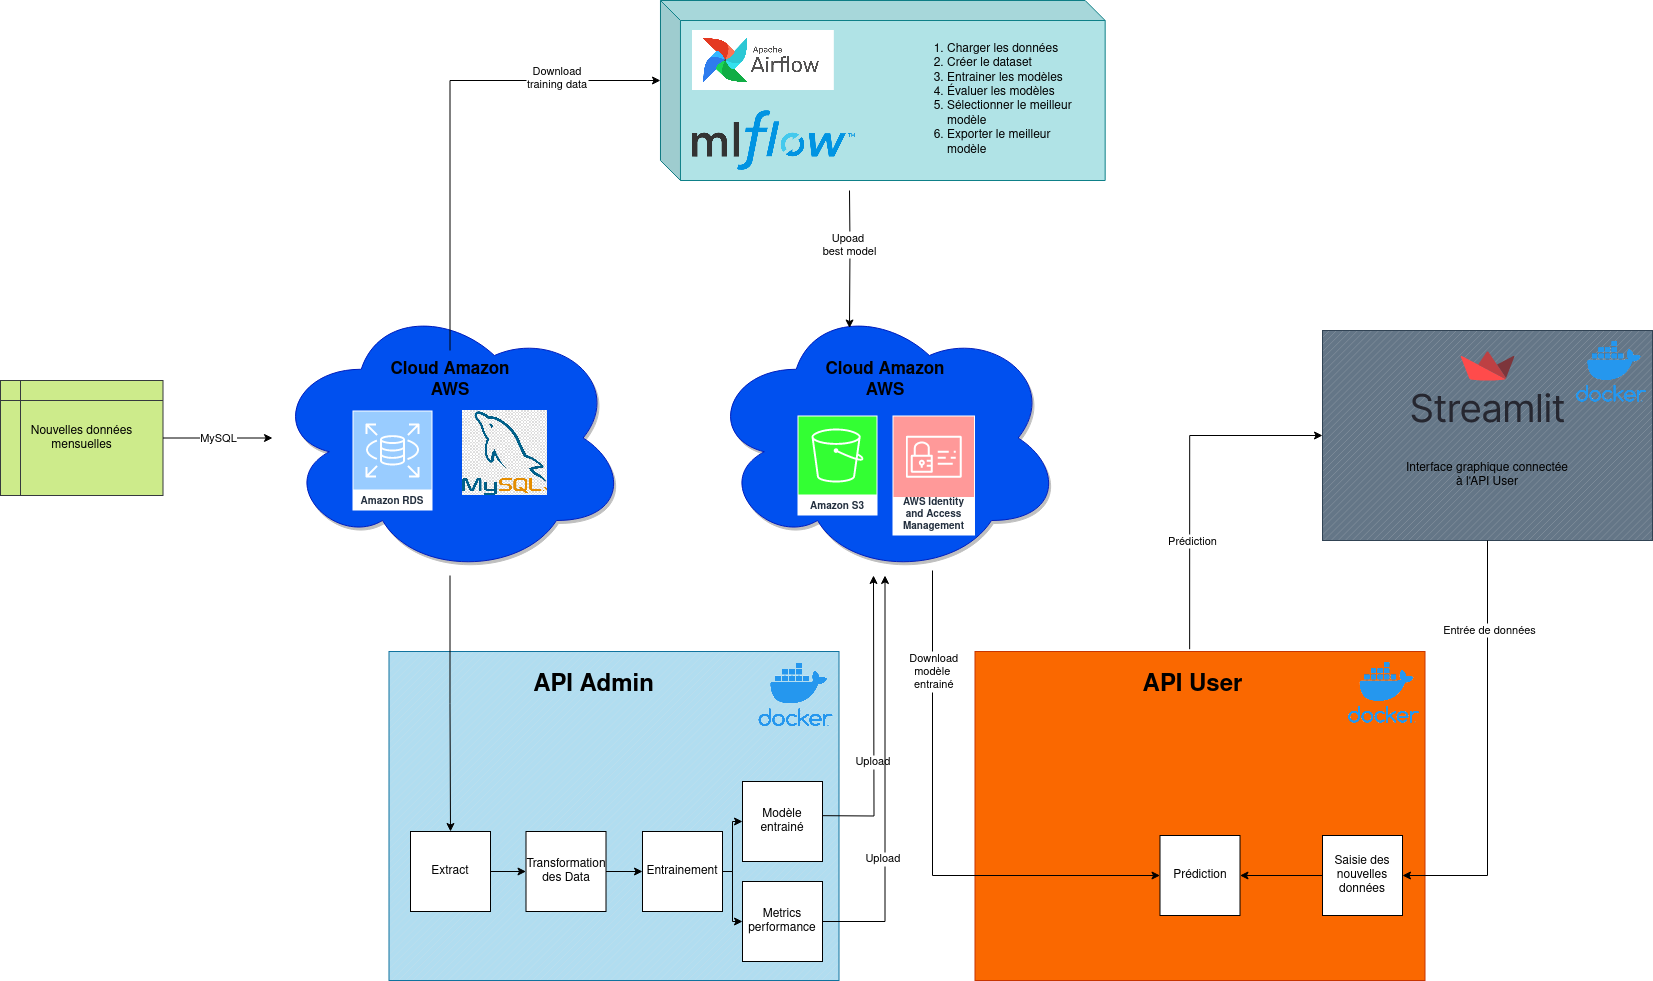 Apache
Airflow
mlflow™
1. Charger les données
2. Créer le dataset
3. Entrainer les modèles
4. Évaluer les modèles
5. Sélectionner le meilleur
modèle
6. Exporter le meilleur
modèle
Download
training data
Upoad
best model
Nouvelles données
mensuelles
MySQL
Cloud Amazon
AWS
Amazon RDS
MySQL
Cloud Amazon
AWS
Amazon S3
AWS Identity
and Access
Management
docker
Streamlit
Interface graphique connectée
à l'API User
Prédiction
Entrée de données
API Admin
docker
Extract
Transformation
des Data
Entrainement
Modèle
entrainé
Metrics
performance
Upload
Upload
Download
modèle
entrainé
API User
docker
Prédiction
Saisie des
nouvelles
données